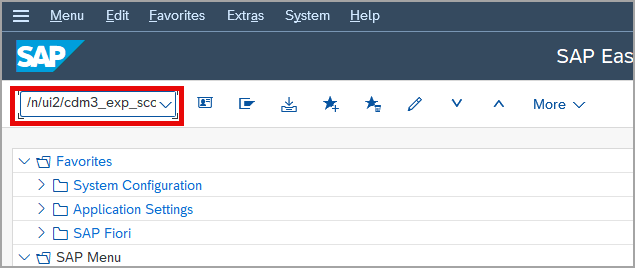 Menu Edit Favorites Extras System Help
SAP SAP Eas
/n/ui2/cdm3_exp_scc More
Favorites
System Configuration
Application Settings
SAP Fiori
SAP Menu